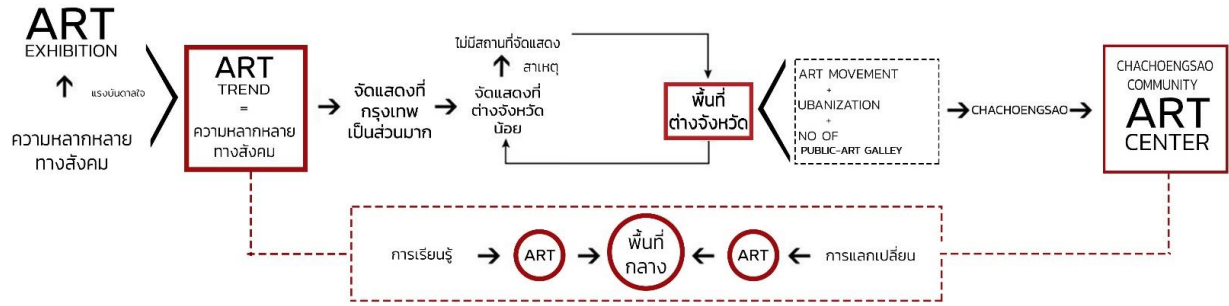 ART
EXHIBITION
แรงบันดาลใจ
ความหลากหลาย
ทางสังคม
ART
TREND
=
ความหลากหลาย
ทางสังคม
จัดแสดงที่
กรุงเทพ
เป็นส่วนมาก
ไม่มีสถานที่จัดแสดง
สาเหตุ
จัดแสดงที่
ต่างจังหวัด
น้อย
พื้นที่
ต่างจังหวัด
ART MOVEMENT
+
UBANIZATION
+
NO OF
PUBLIC-ART GALLEY
CHACHOENGSAO
CHACHOENGSAO
COMMUNITY
ART
CENTER
การเรียนรู้
ART
พื้นที่
กลาง
ART
การแลกเปลี่ยน